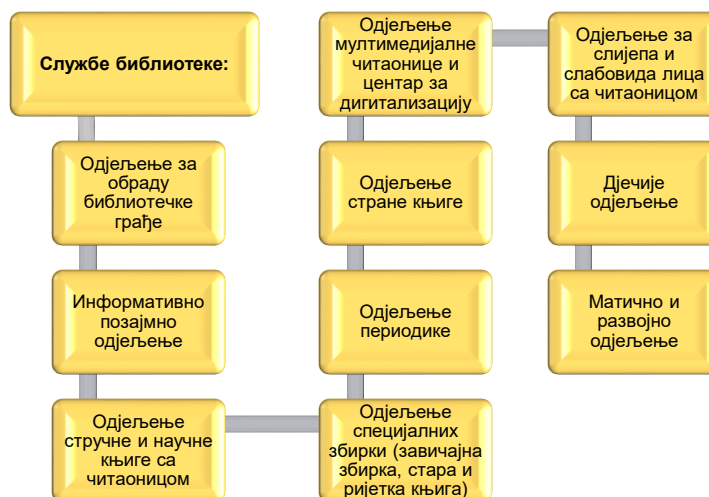 Службе библиотеке:
Одјељење за
обраду
библиотечке
грађе
Информативно
позајмно
одјељење
Одјељење
стручне и научне
књиге са
читаоницом
Одјељење
специјалних
збирки (завичајна
збирка, стара и
ријетка књига)
Одјељење
периодике
Одјељење
стране књиге
Одјељење
мултимедијалне
читаонице и
центар за
дигитализацију
Одјељење за
слијепа и
слабовида лица
са читаоницом
Дјечије
одјељење
Матично и
развојно
одјељење